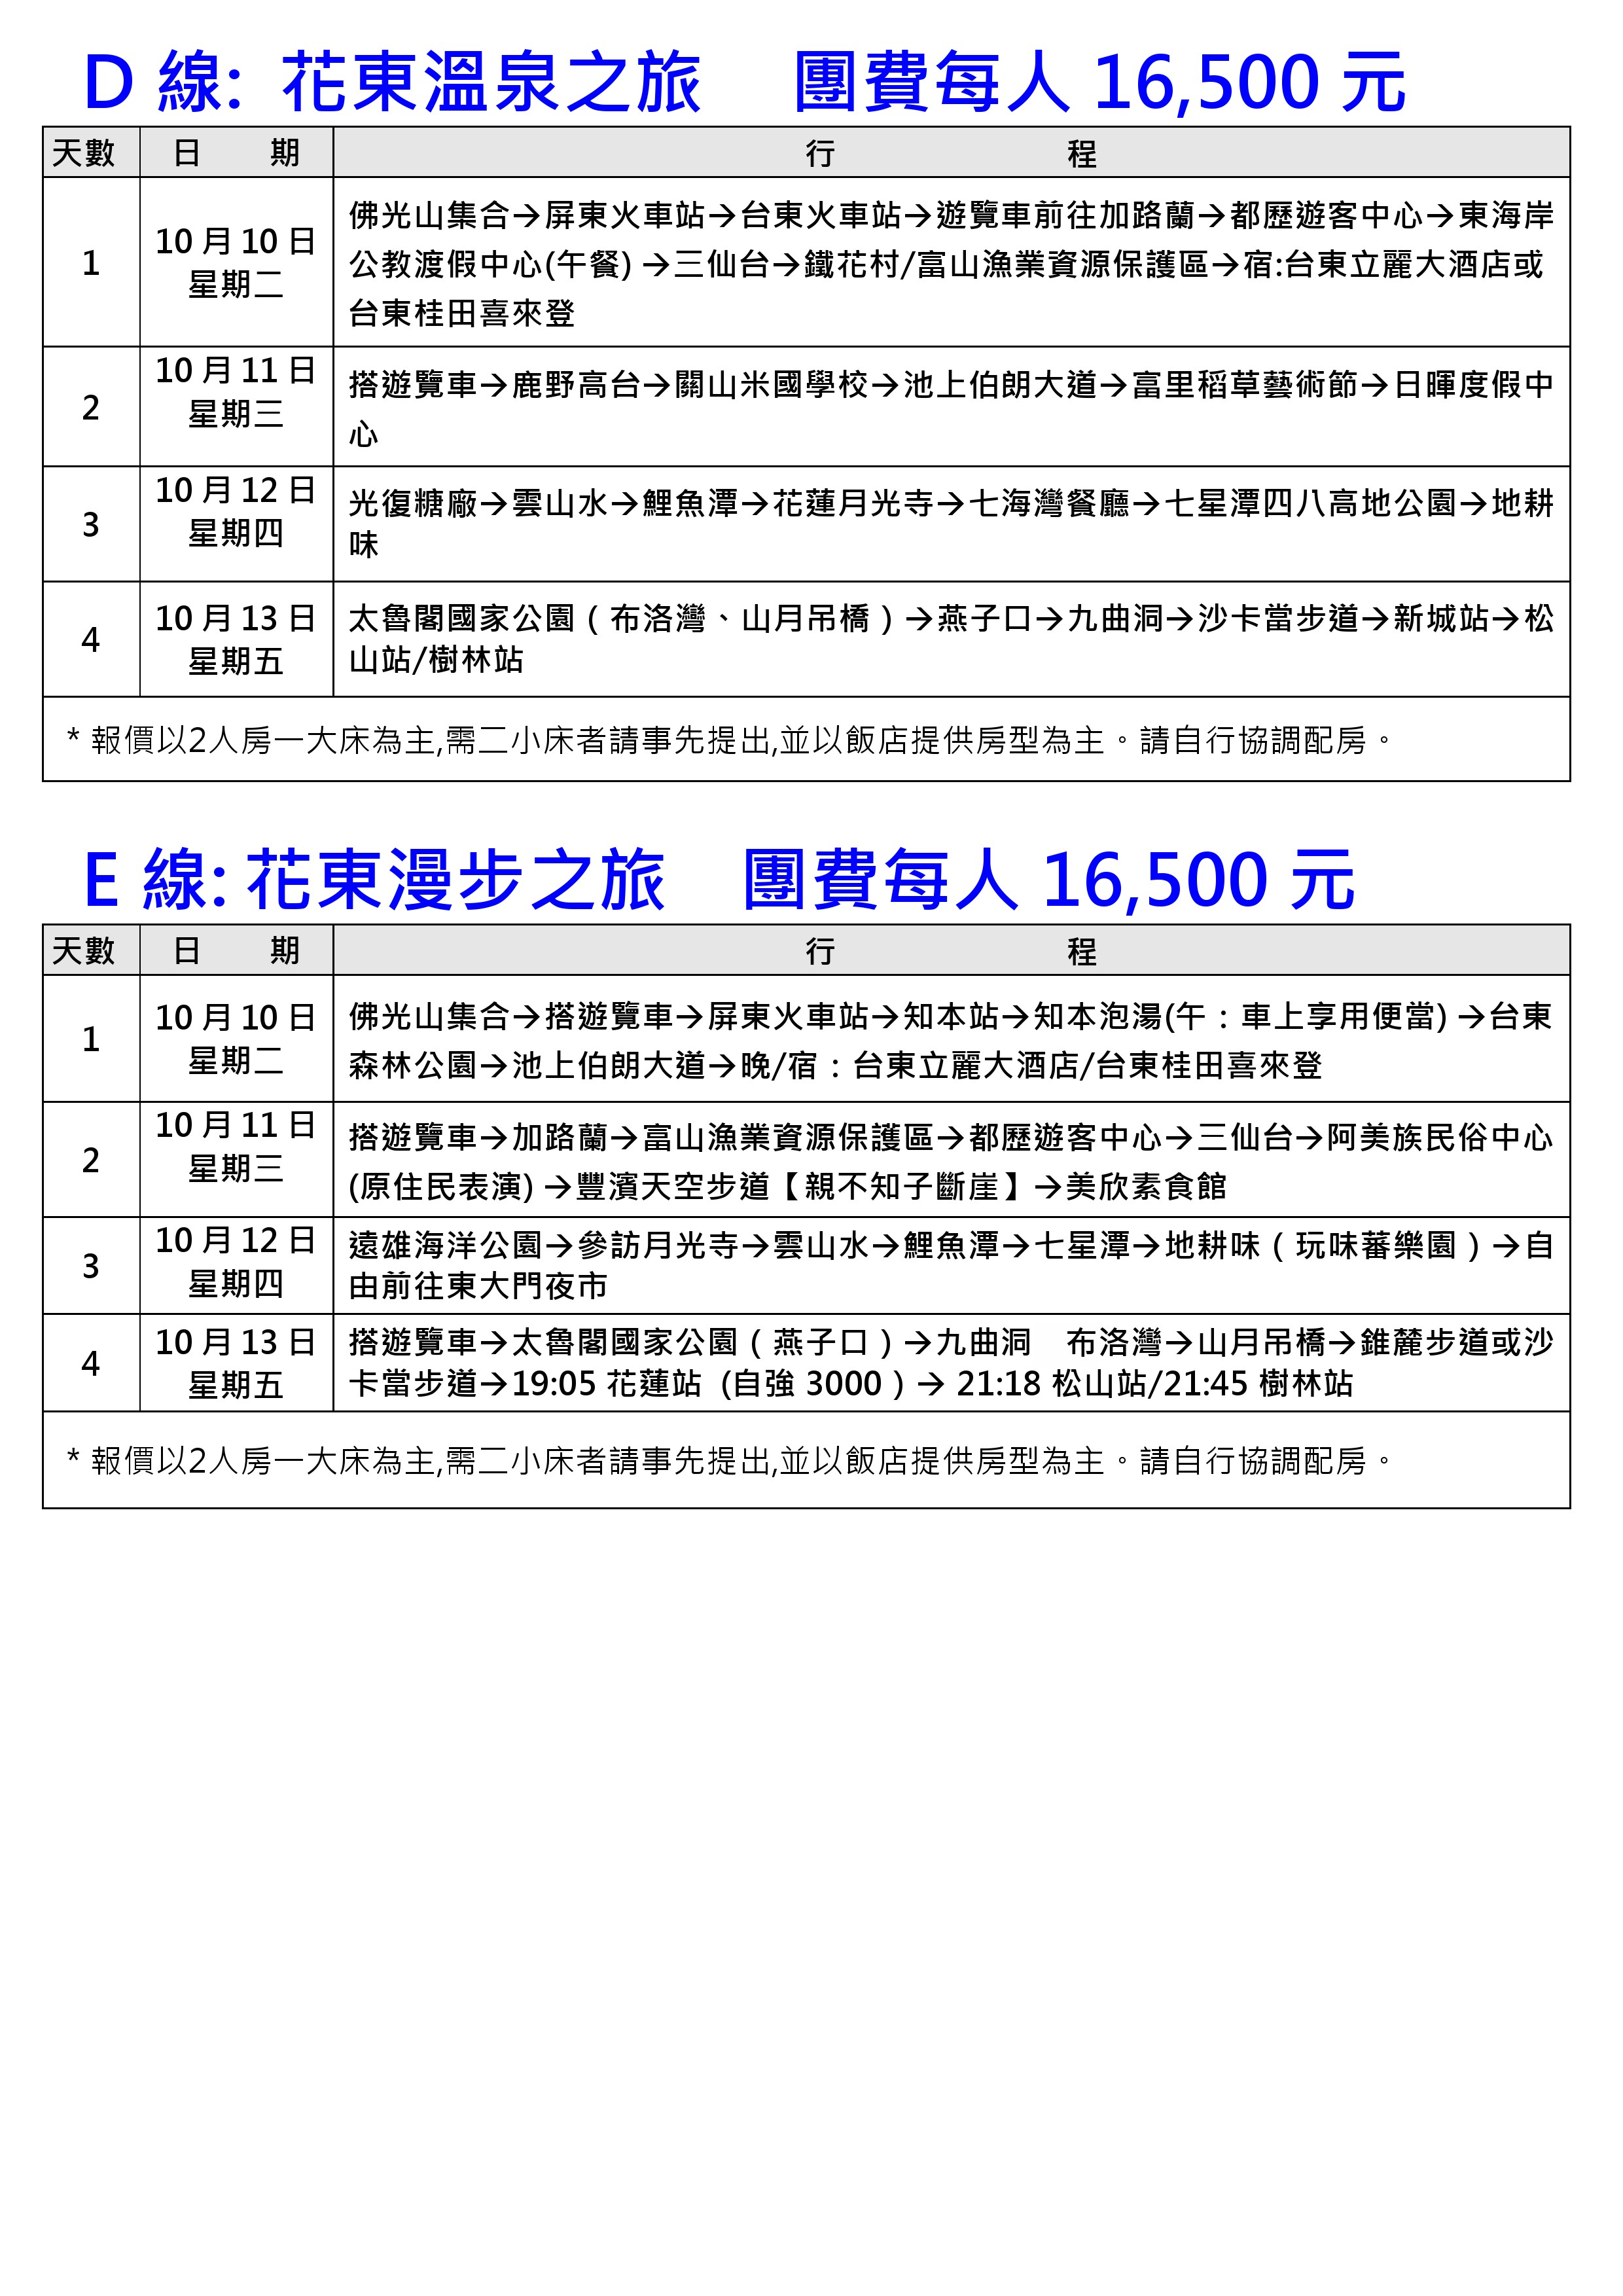 D 線: 花東溫泉之旅　團費每人 16,500 元
天數　日　期　行　程
1
10 月 10 日
星期二
佛光山集合→屏東火車站→台東火車站→遊覽車前往加路蘭→都歷遊客中心→東海岸
公教渡假中心(午餐) →三仙台→鐵花村/富山漁業資源保護區→宿:台東立麗大酒店或
台東桂田喜來登
2
10 月 11 日
星期三
搭遊覽車→鹿野高台→關山米國學校→池上伯朗大道→富里稻草藝術節→日暉度假中
心
3
10 月 12 日
星期四
光復糖廠→雲山水→鯉魚潭→花蓮月光寺→七海灣餐廳→七星潭四八高地公園→地耕
味
4
10 月 13 日
星期五
太魯閣國家公園（布洛灣、山月吊橋）→燕子口→九曲洞→沙卡當步道→新城站→松
山站/樹林站
* 報價以2人房一大床為主,需二小床者請事先提出,並以飯店提供房型為主。請自行協調配房。
E 線: 花東漫步之旅　團費每人 16,500 元
天數　日　期　行　程
1
10 月 10 日
星期二
佛光山集合→搭遊覽車→屏東火車站→知本站→知本泡湯(午：車上享用便當) →台東
森林公園→池上伯朗大道→晚/宿：台東立麗大酒店/台東桂田喜來登
2
10 月 11 日
星期三
搭遊覽車→加路蘭→富山漁業資源保護區→都歷遊客中心→三仙台→阿美族民俗中心
(原住民表演) →豐濱天空步道【親不知子斷崖】→美欣素食館
3
10 月 12 日
星期四
遠雄海洋公園→參訪月光寺→雲山水→鯉魚潭→七星潭→地耕味（玩味蕃樂園）→自
由前往東大門夜市
4
10 月 13 日
星期五
搭遊覽車→太魯閣國家公園（燕子口）→九曲洞　布洛灣→山月吊橋→錐麓步道或沙
卡當步道→19:05 花蓮站 (自強 3000）→ 21:18 松山站/21:45 樹林站
* 報價以2人房一大床為主,需二小床者請事先提出,並以飯店提供房型為主。請自行協調配房。